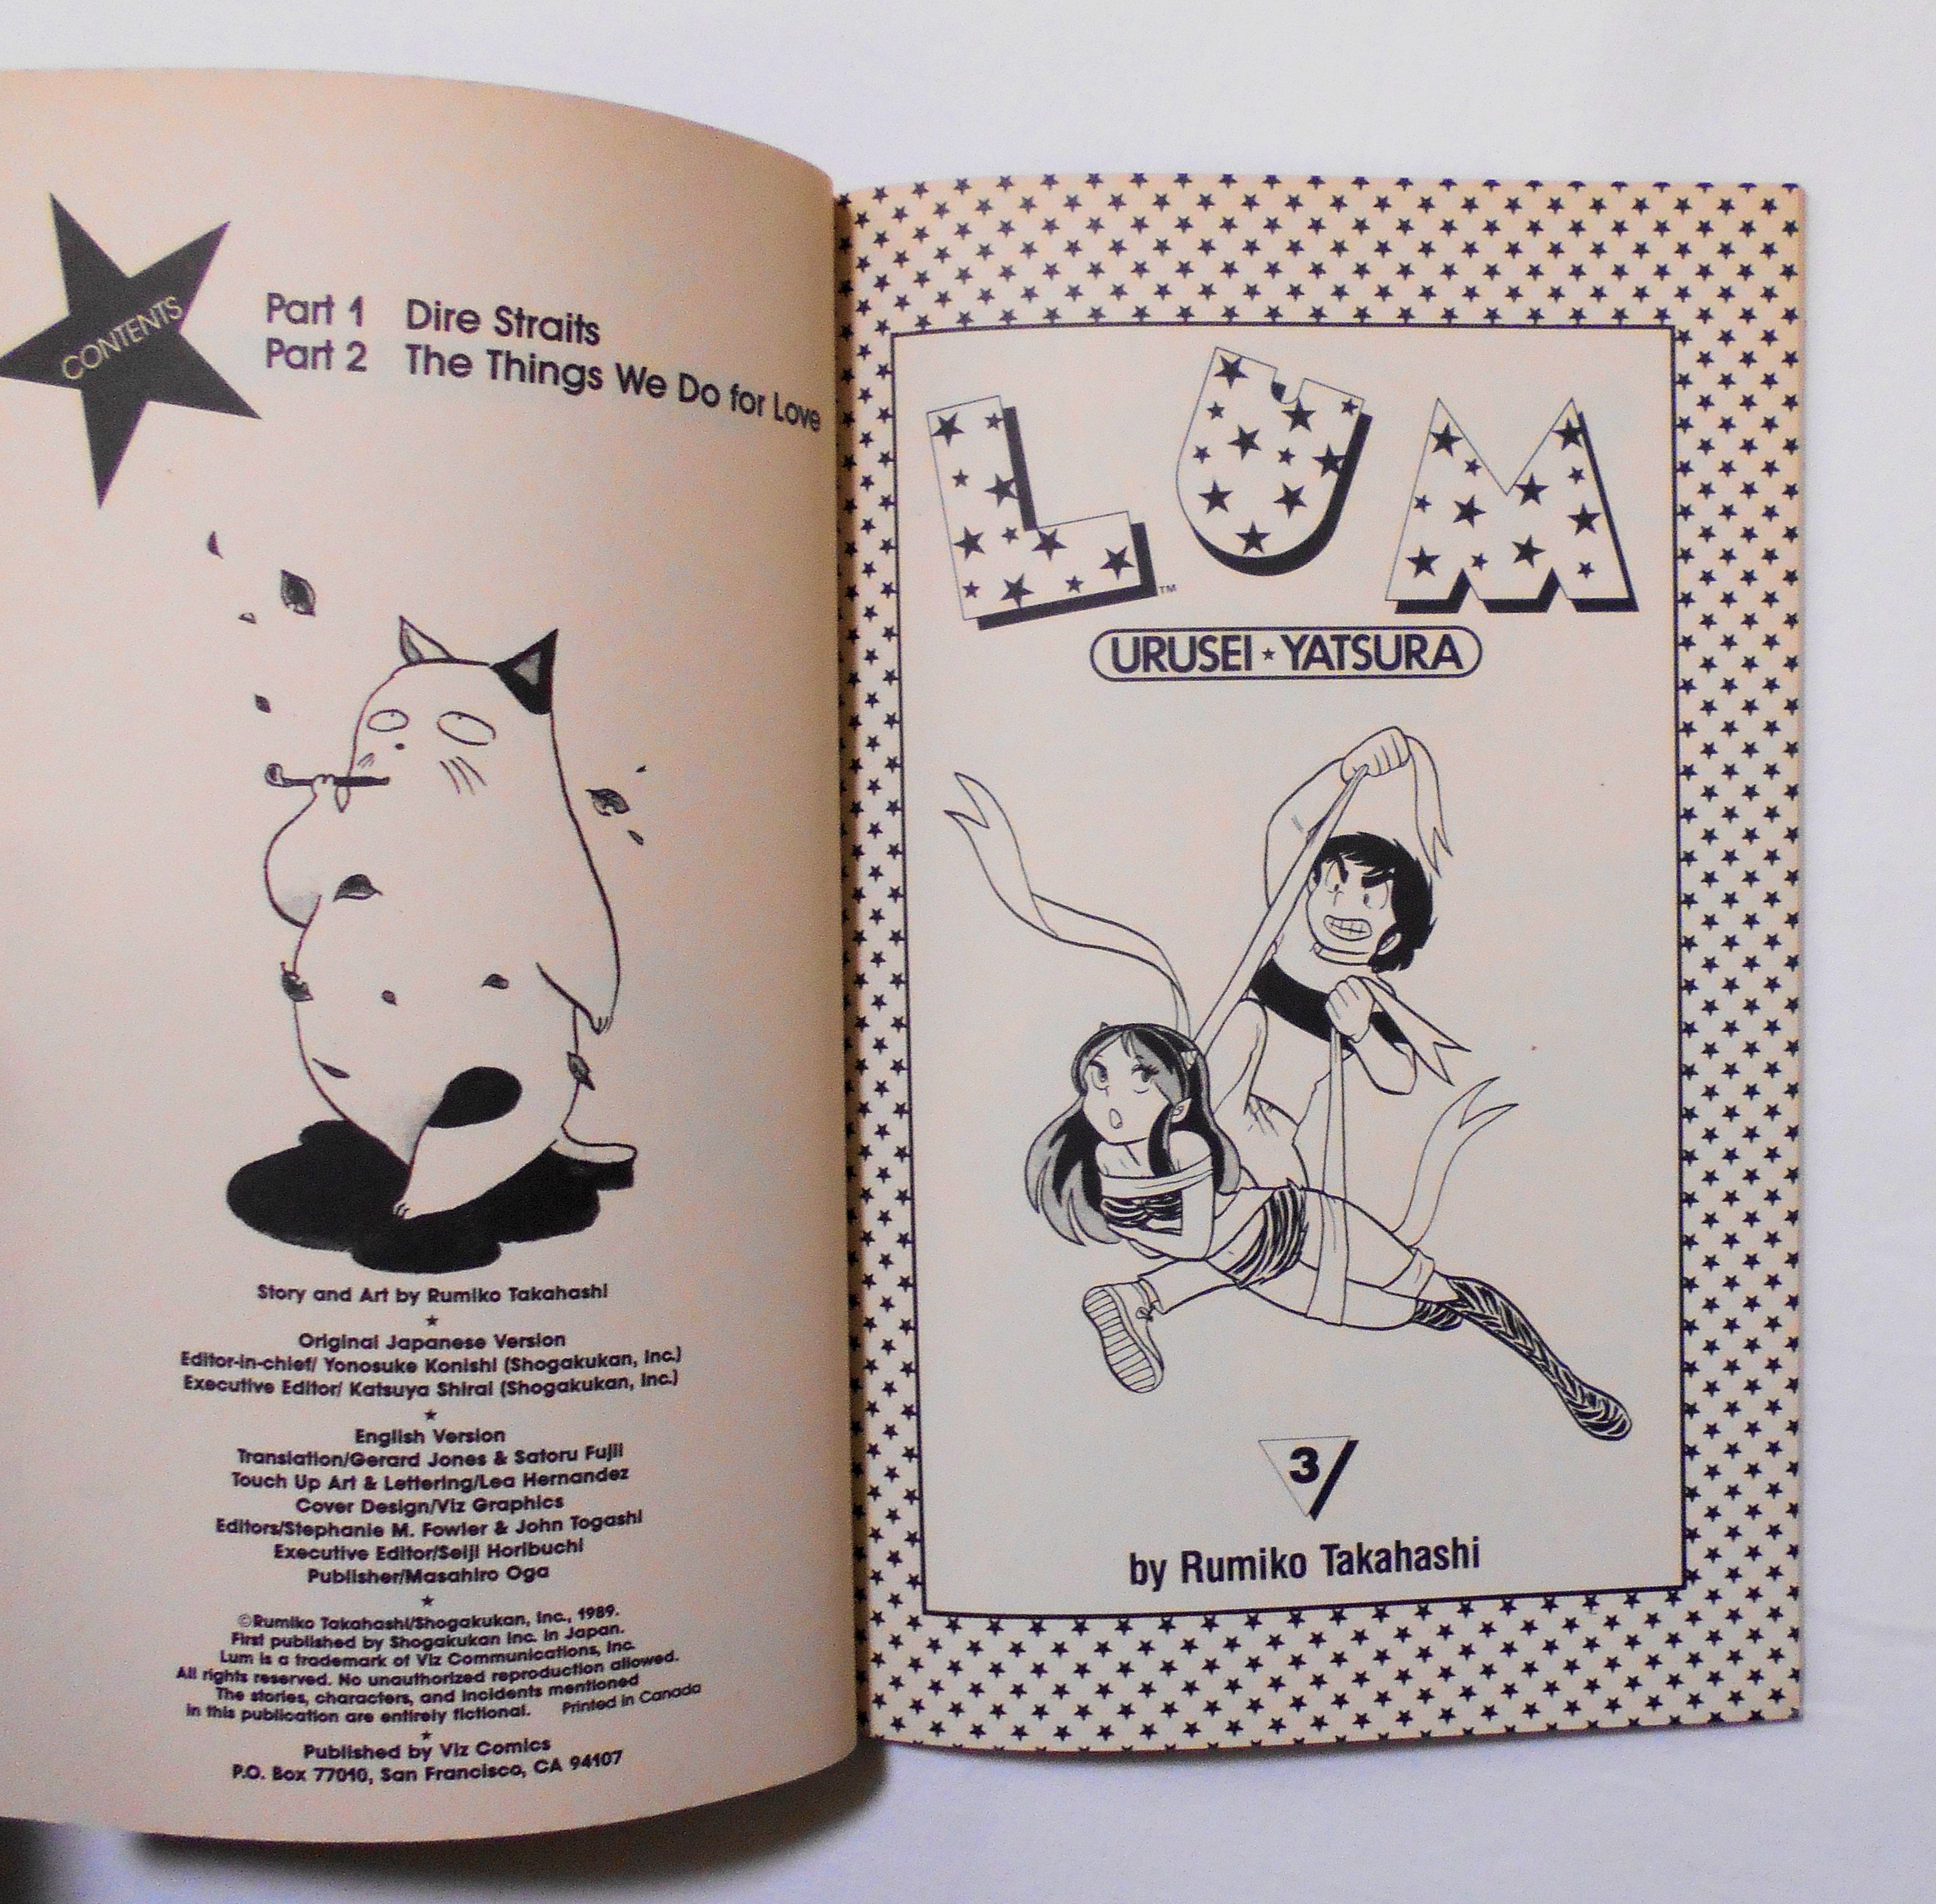 CONTENTS
Part 1 Dire Straits
Part 2 The Things We Do for Love
Story and Art by Rumiko Takahashi
Original Japanese Version
Editor-in-chief/ Yonosuke Konishi (Shogakukan, Inc.)
Executive Editor/ Katsuya Shirai (Shogakukan, Inc.)
English Version
Translation/Gerard Jones & Satoru Fujii
Touch Up Art & Lettering/Lea Hernandez
Cover Design/Viz Graphics
Editors/Stephanie M. Fowler & John Togashi
Executive Editor/Seiji Horibuchi
Publisher/Masahiro Oga
©Rumiko Takahashi/Shogakukan, Inc., 1989.
First published by Shogakukan Inc. in Japan.
Lum is a trademark of Viz Communications, Inc.
All rights reserved. No unauthorized reproduction allowed.
The stories, characters, and incidents mentioned
in this publication are entirely fictional. Printed in Canada
Published by Viz Comics
P.O. Box 77010, San Francisco, CA 94107
LUM™
URUSEI★YATSURA
3/
by Rumiko Takahashi